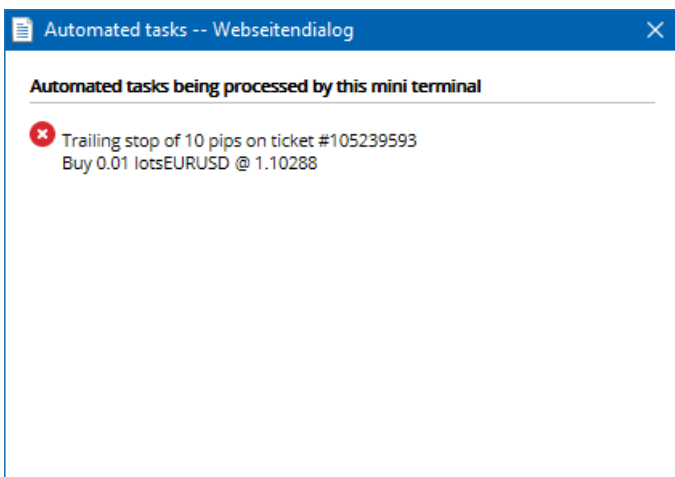 Automated tasks -- Webseitendialog
Automated tasks being processed by this mini terminal
Trailing stop of 10 pips on ticket #105239593
Buy 0.01 lotsEURUSD @ 1.10288